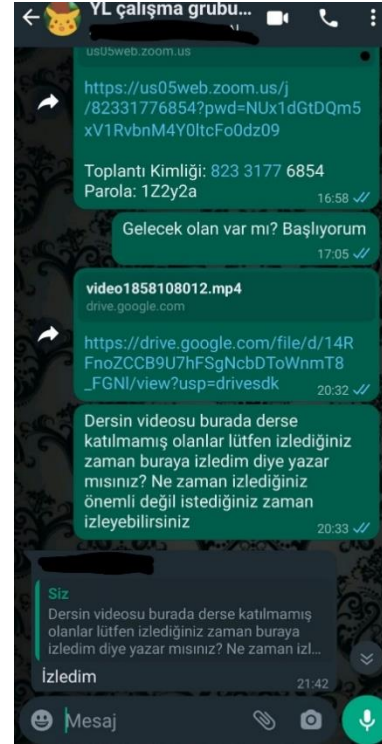 YL çalışma grubu...
us05web.zoom.us
https://us05web.zoom.us/j
/82331776854?pwd=NUx1dGtDQm5
xV1RvbnM4Y0ltcFo0dz09
Toplantı Kimliği: 823 3177 6854
Parola: 1Z2y2a
16:58
Gelecek olan var mı? Başlıyorum
17:05
video1858108012.mp4
drive.google.com
https://drive.google.com/file/d/14R
FnoZCCB9U7hFSgNcbDToWnmT8
_FGNl/view?usp=drivesdk
20:32
Dersin videosu burada derse
katılmamış olanlar lütfen izlediğiniz
zaman buraya izledim diye yazar
mısınız? Ne zaman izlediğiniz
önemli değil istediğiniz zaman
izleyebilirsiniz
20:33
Siz
Dersin videosu burada derse katılmamış
olanlar lütfen izlediğiniz zaman buraya
izledim diye yazar mısınız? Ne zaman izl...
İzledim
21:42
Mesaj